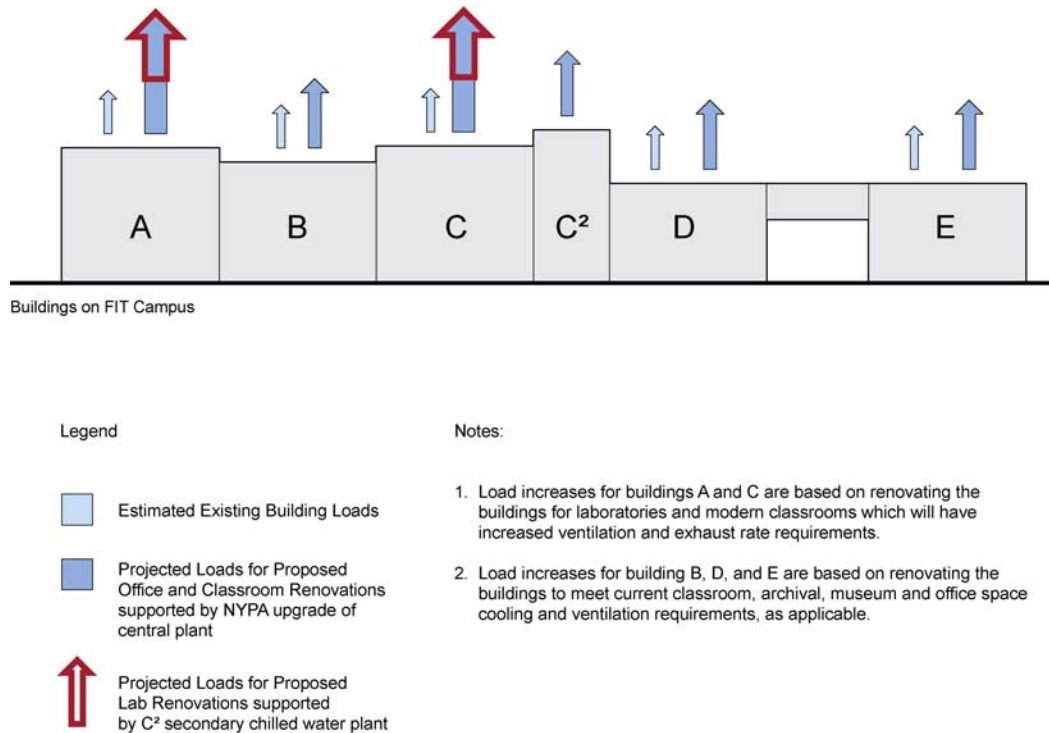 A
B
C
C²
D
E
Buildings on FIT Campus
Legend
Estimated Existing Building Loads
Projected Loads for Proposed
Office and Classroom Renovations
supported by NYPA upgrade of
central plant
Projected Loads for Proposed
Lab Renovations supported
by C² secondary chilled water plant
Notes:
1. Load increases for buildings A and C are based on renovating the
buildings for laboratories and modern classrooms which will have
increased ventilation and exhaust rate requirements.
2. Load increases for building B, D, and E are based on renovating the
buildings to meet current classroom, archival, museum and office space
cooling and ventilation requirements, as applicable.